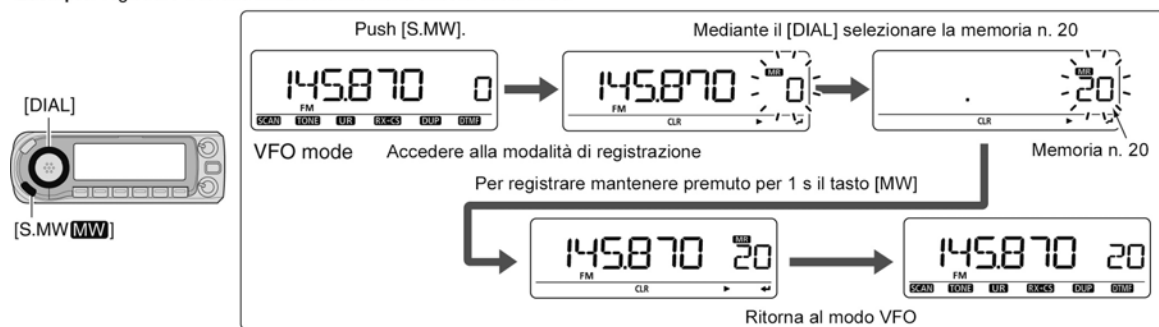 Push [S.MW].
Mediante il [DIAL] selezionare la memoria n. 20
145.870 0
FM
SCAN TONE UR RX-CS DUP DTMF
MR
145.870 0
FM
CLR
MR
. 20
CLR
[DIAL]
VFO mode
Accedere alla modalità di registrazione
Memoria n. 20
Per registrare mantenere premuto per 1 s il tasto [MW]
[S.MW MW ]
MR
145.870 20
FM
CLR
145.870 20
FM
SCAN TONE UR RX-CS DUP DTMF
Ritorna al modo VFO